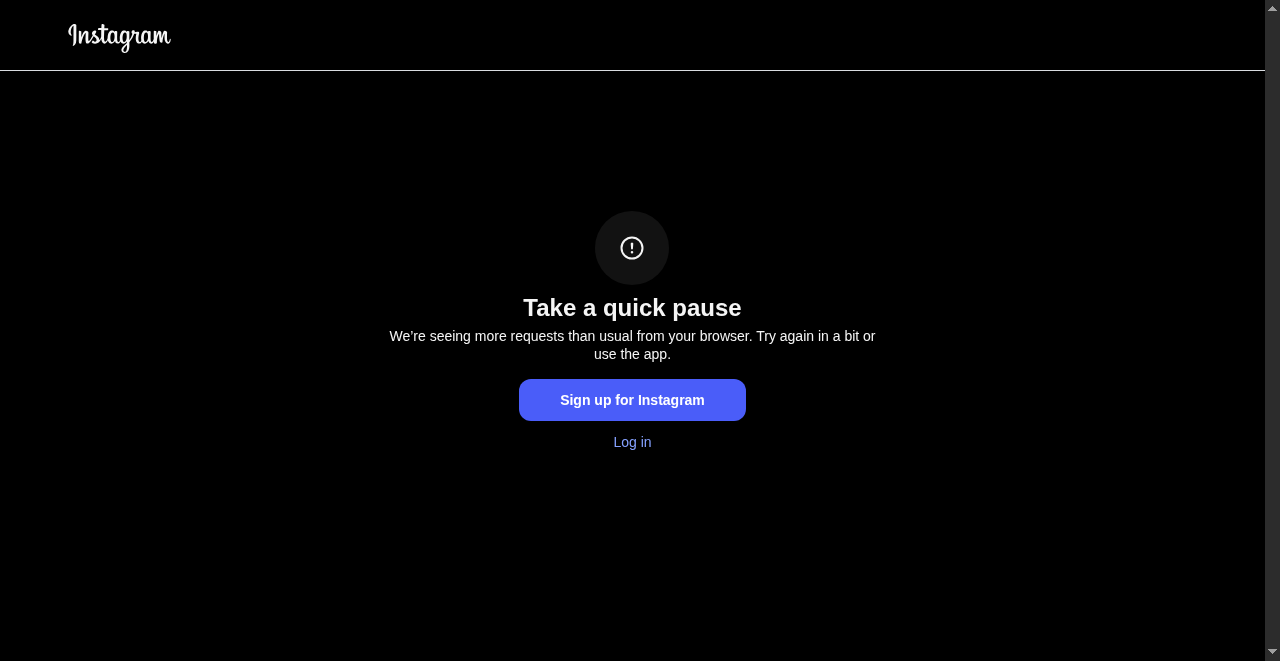 Instagram
Take a quick pause
We're seeing more requests than usual from your browser. Try again in a bit or
use the app.
Sign up for Instagram
Log in